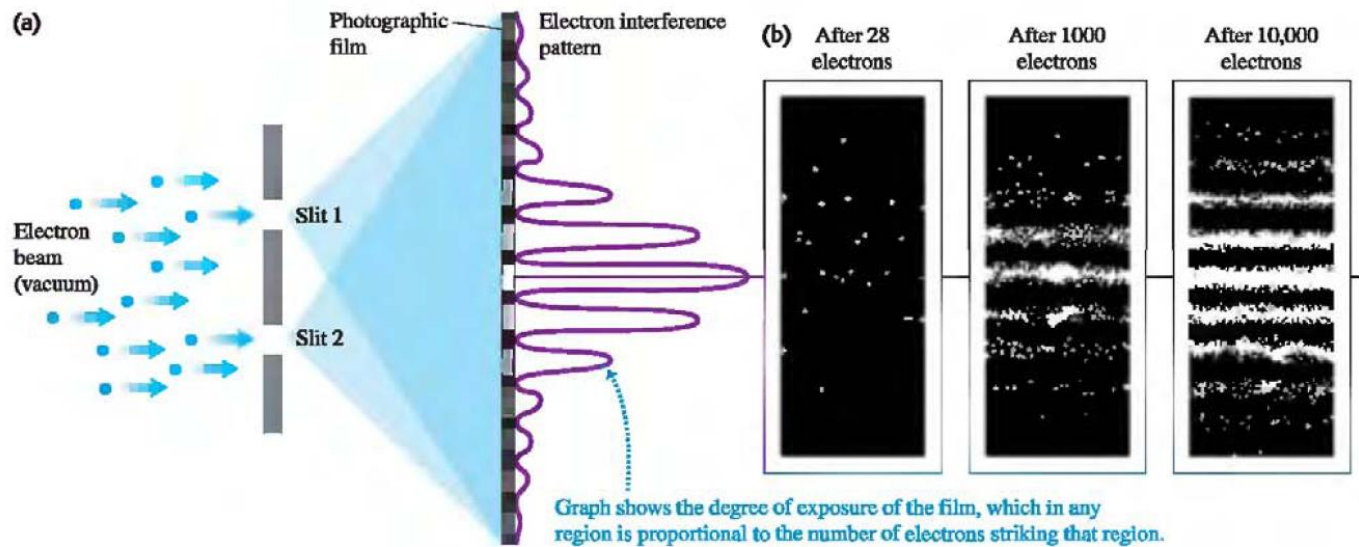 (a)
Photographic
film
Electron interference
pattern
Slit 1
Electron
beam
(vacuum)
Slit 2
(b)
After 28
electrons
After 1000
electrons
After 10,000
electrons
Graph shows the degree of exposure of the film, which in any
region is proportional to the number of electrons striking that region.